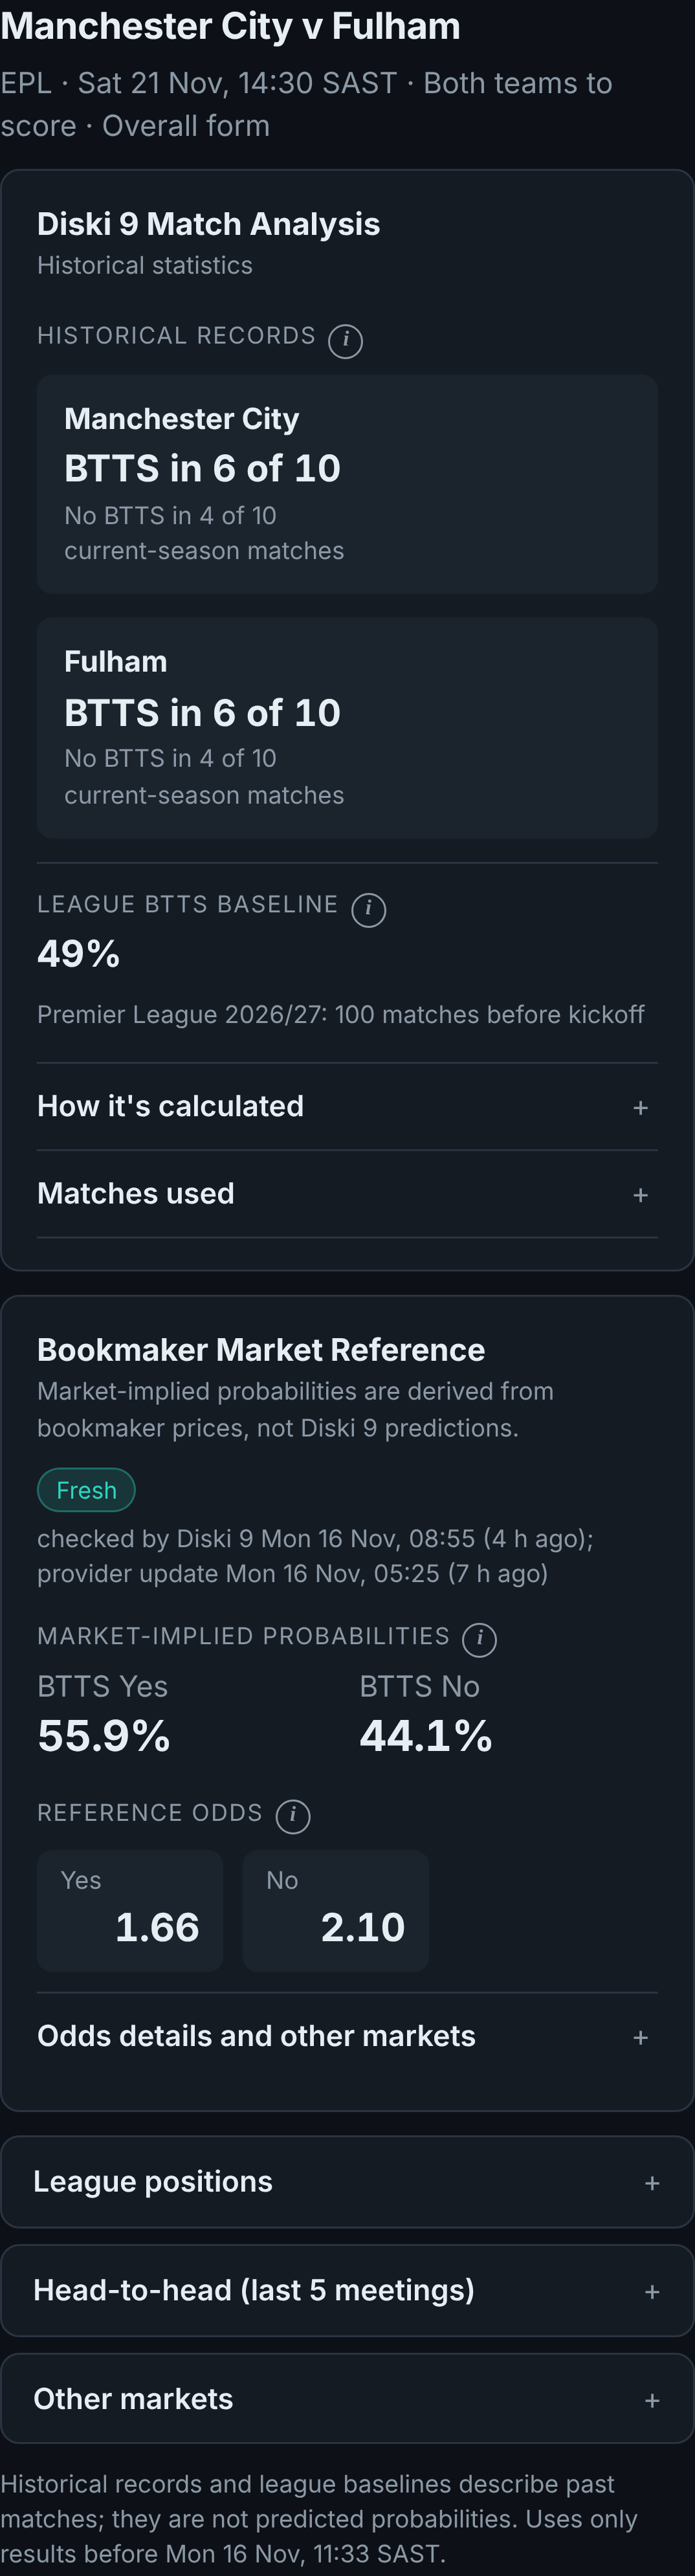 Manchester City v Fulham
EPL · Sat 21 Nov, 14:30 SAST · Both teams to
score · Overall form
Diski 9 Match Analysis
Historical statistics
HISTORICAL RECORDS i
Manchester City
BTTS in 6 of 10
No BTTS in 4 of 10
current-season matches
Fulham
BTTS in 6 of 10
No BTTS in 4 of 10
current-season matches
LEAGUE BTTS BASELINE i
49%
Premier League 2026/27: 100 matches before kickoff
How it's calculated +
Matches used +
Bookmaker Market Reference
Market-implied probabilities are derived from
bookmaker prices, not Diski 9 predictions.
Fresh
checked by Diski 9 Mon 16 Nov, 08:55 (4 h ago);
provider update Mon 16 Nov, 05:25 (7 h ago)
MARKET-IMPLIED PROBABILITIES i
BTTS Yes BTTS No
55.9% 44.1%
REFERENCE ODDS i
Yes No
1.66 2.10
Odds details and other markets +
League positions +
Head-to-head (last 5 meetings) +
Other markets +
Historical records and league baselines describe past
matches; they are not predicted probabilities. Uses only
results before Mon 16 Nov, 11:33 SAST.